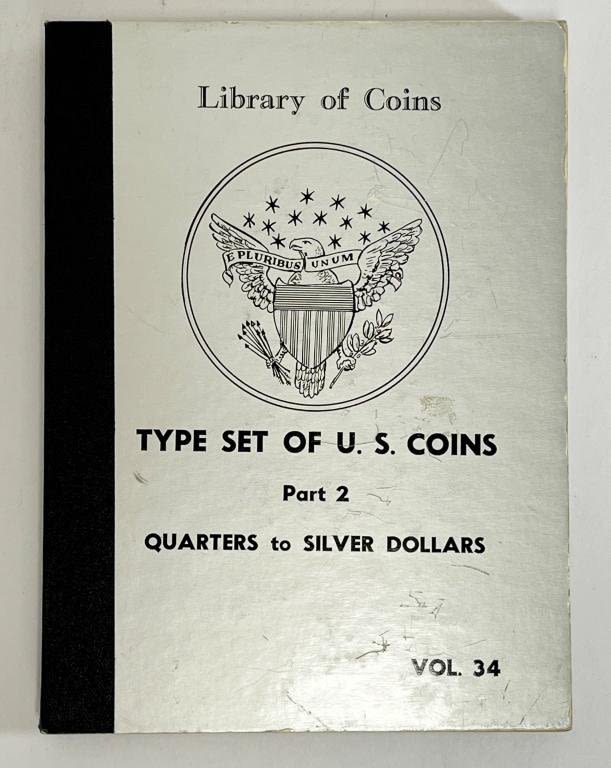 Library of Coins
E PLURIBUS UNUM
TYPE SET OF U. S. COINS
Part 2
QUARTERS to SILVER DOLLARS
VOL. 34